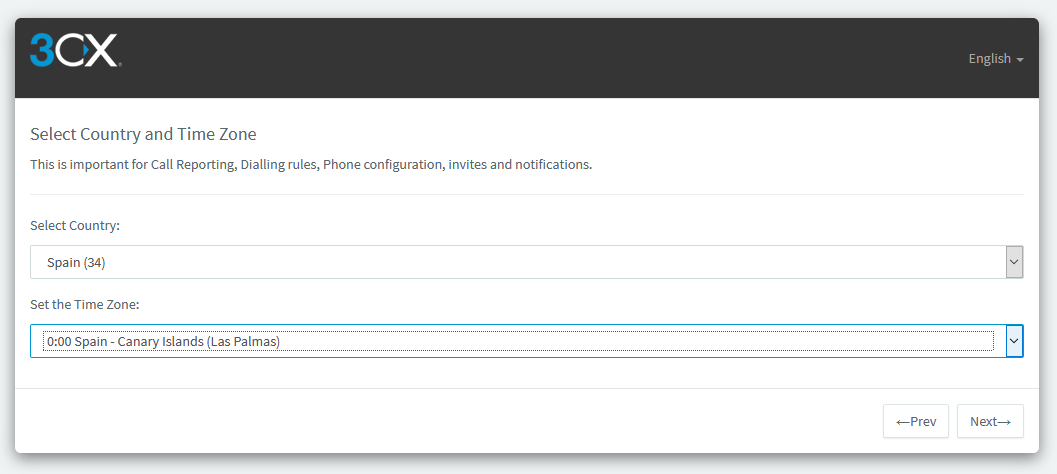 3CX
English
Select Country and Time Zone
This is important for Call Reporting, Dialling rules, Phone configuration, invites and notifications.
Select Country:
Spain (34)
Set the Time Zone:
0:00 Spain - Canary Islands (Las Palmas)
←Prev Next→